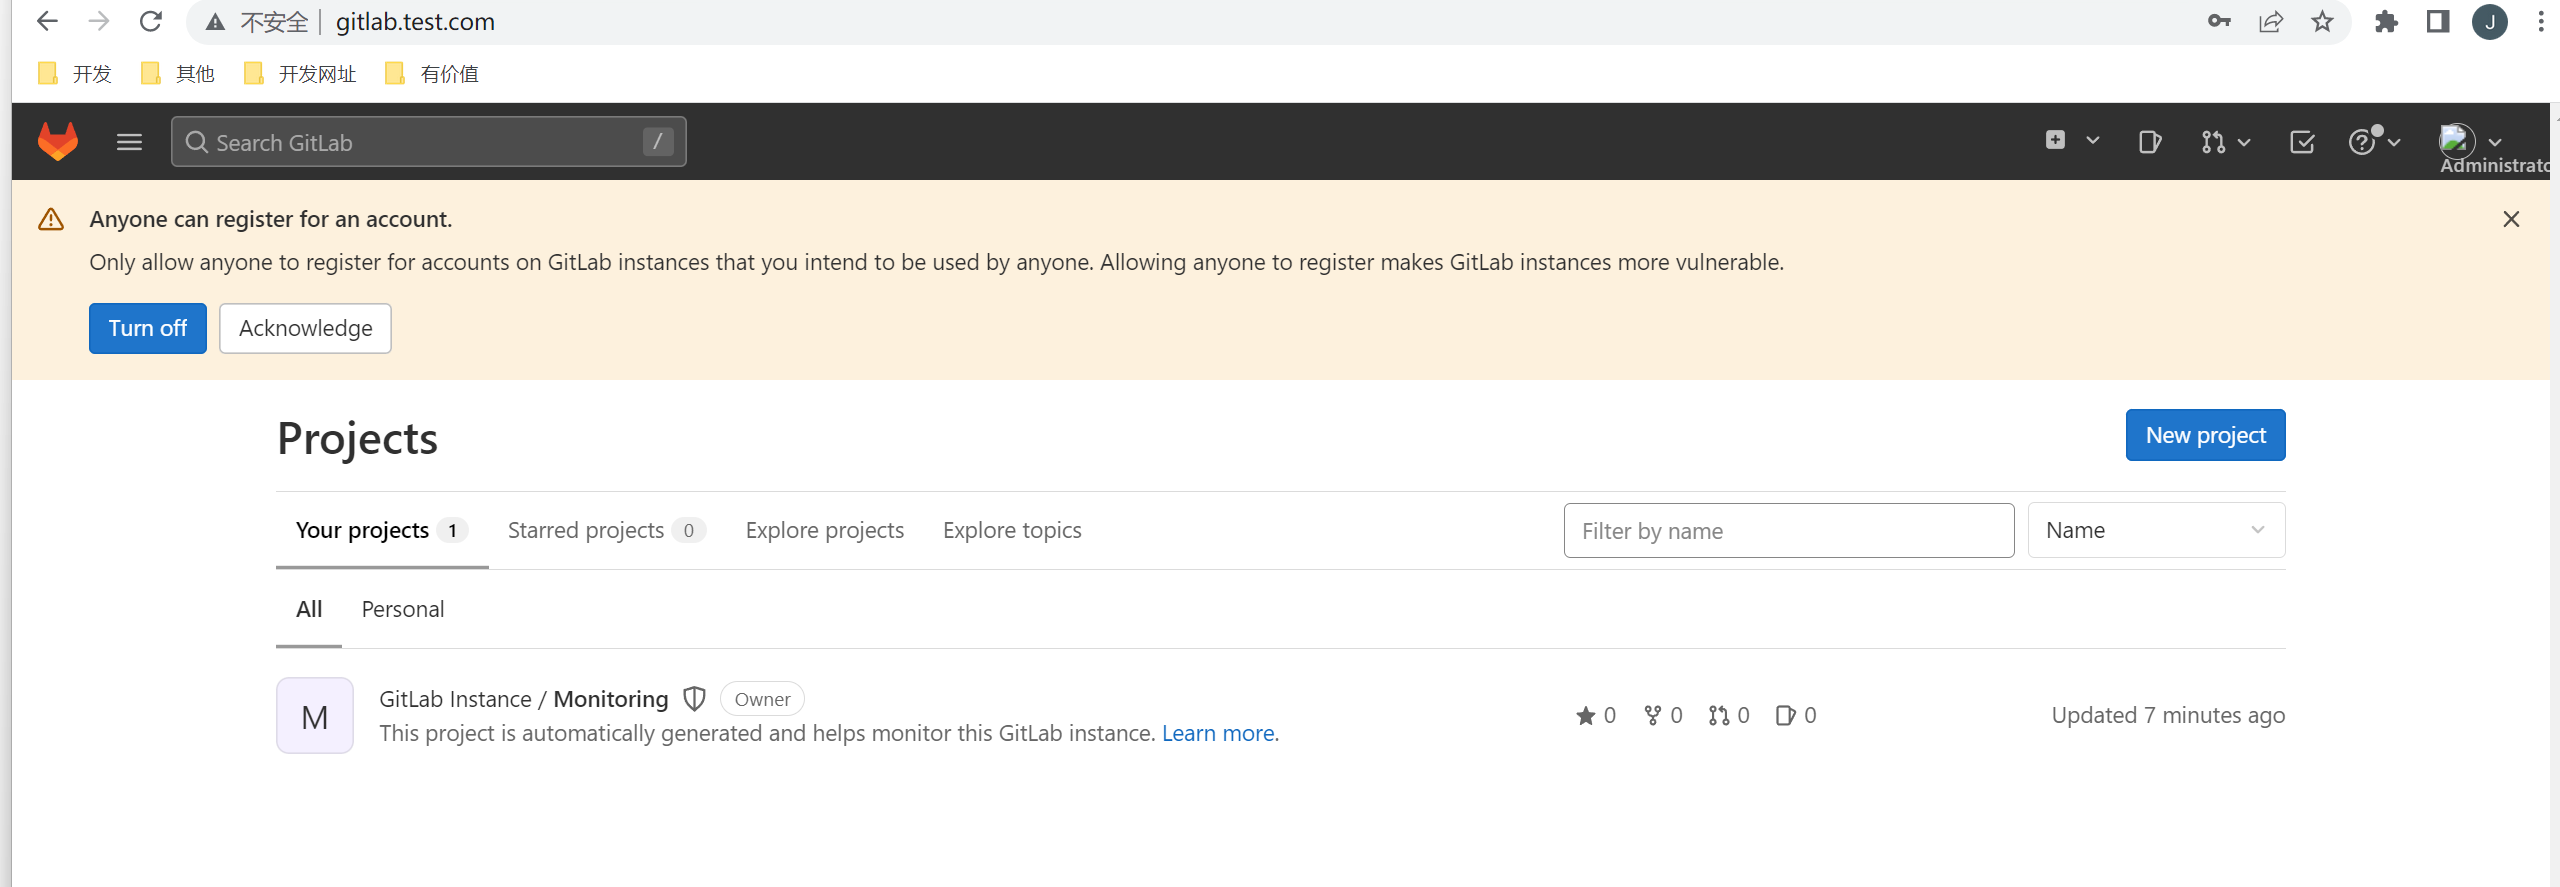 不安全 gitlab.test.com J
开发 其他 开发网址 有价值
Search GitLab /
Administrato
Anyone can register for an account.
Only allow anyone to register for accounts on GitLab instances that you intend to be used by anyone. Allowing anyone to register makes GitLab instances more vulnerable.
Turn off Acknowledge
Projects New project
Your projects 1 Starred projects 0 Explore projects Explore topics Filter by name Name
All Personal
M GitLab Instance / Monitoring Owner
This project is automatically generated and helps monitor this GitLab instance. Learn more.
0 0 0 0 Updated 7 minutes ago